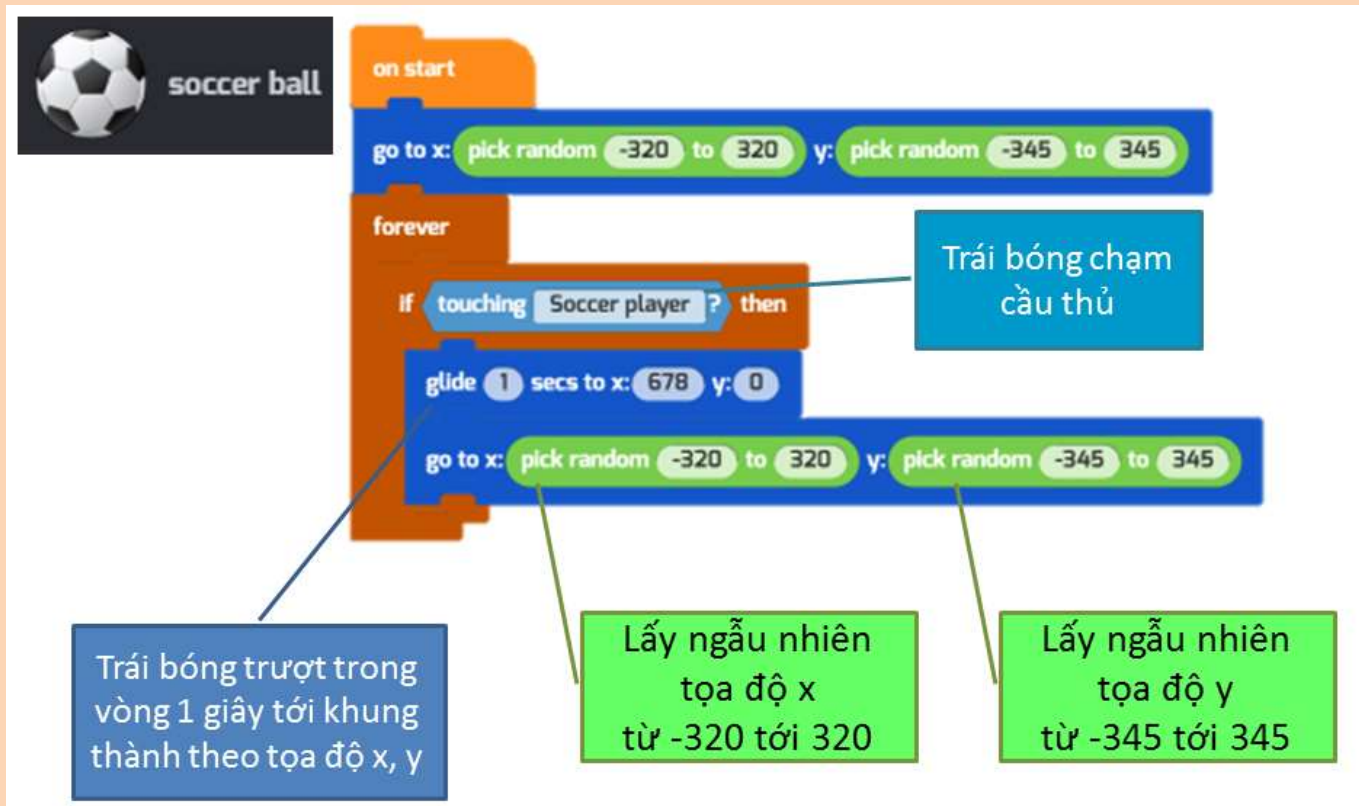 soccer ball
on start
go to x: pick random -320 to 320 y: pick random -345 to 345
forever
if touching Soccer player ? then
glide 1 secs to x: 678 y: 0
go to x: pick random -320 to 320 y: pick random -345 to 345
Trái bóng chạm
cầu thủ
Trái bóng trượt trong
vòng 1 giây tới khung
thành theo tọa độ x, y
Lấy ngẫu nhiên
tọa độ x
từ -320 tới 320
Lấy ngẫu nhiên
tọa độ y
từ -345 tới 345